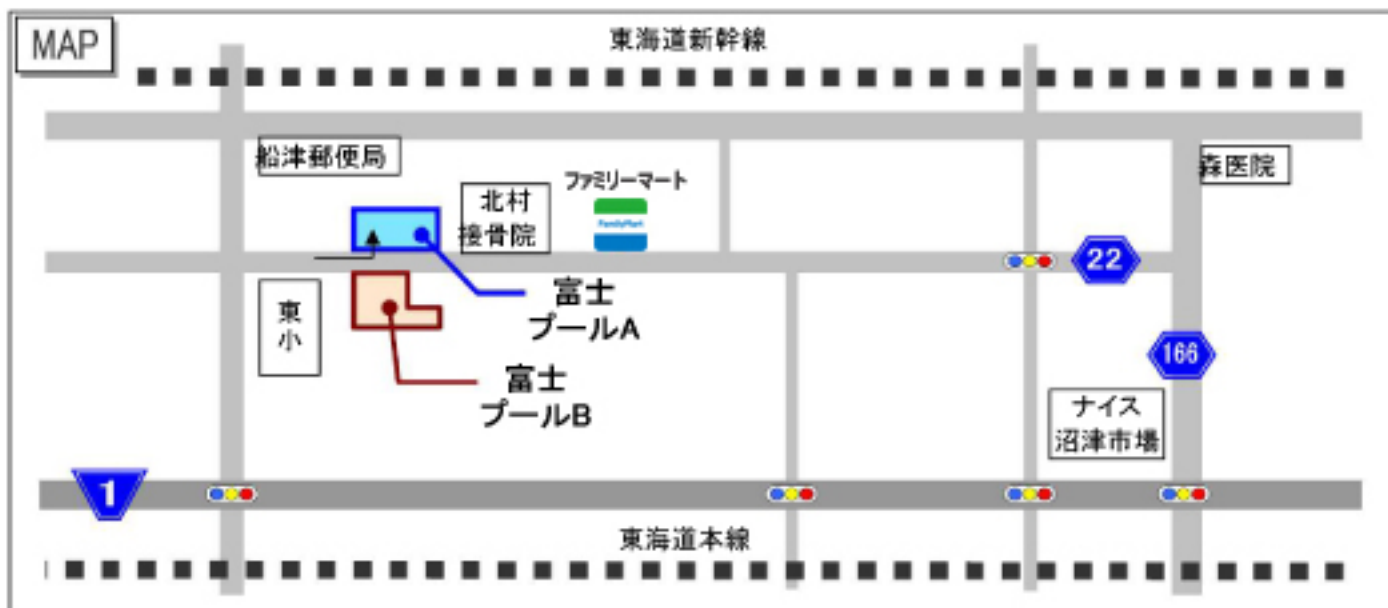 MAP
東海道新幹線
船津郵便局
森医院
ファミリーマート
FamilyMart
北村
接骨院
22
富士
プールA
東
小
166
富士
プールB
ナイス
沼津市場
1
東海道本線